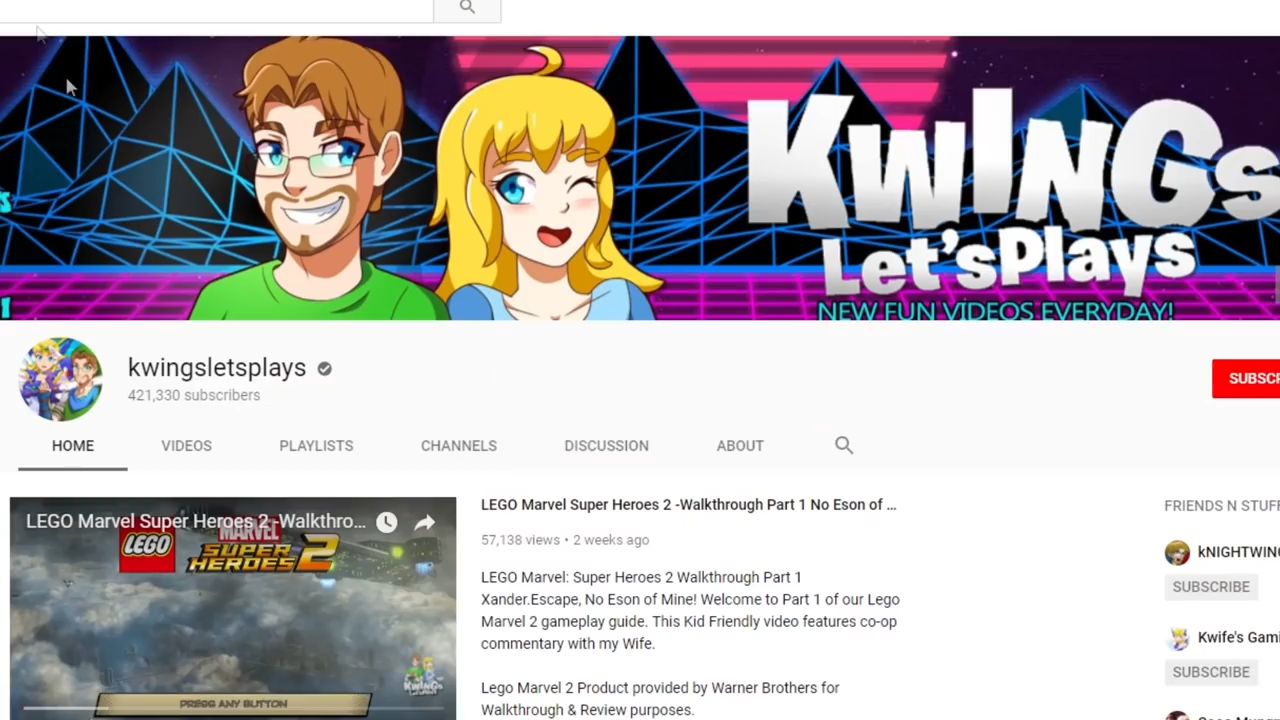 KWINGs
Let'sPlays
NEW FUN VIDEOS EVERYDAY!
kwingsletsplays
421,330 subscribers
SUBSCR
HOME VIDEOS PLAYLISTS CHANNELS DISCUSSION ABOUT
LEGO Marvel Super Heroes 2 -Walkthro...
LEGO MARVEL
SUPER
HEROES 2
KWINGs
Let'sPlays
PRESS ANY BUTTON
LEGO Marvel Super Heroes 2 -Walkthrough Part 1 No Eson of ...
57,138 views • 2 weeks ago
LEGO Marvel: Super Heroes 2 Walkthrough Part 1
Xander.Escape, No Eson of Mine! Welcome to Part 1 of our Lego
Marvel 2 gameplay guide. This Kid Friendly video features co-op
commentary with my Wife.
Lego Marvel 2 Product provided by Warner Brothers for
Walkthrough & Review purposes.
FRIENDS N STUFF
kNIGHTWING
SUBSCRIBE
Kwife's Gami
SUBSCRIBE